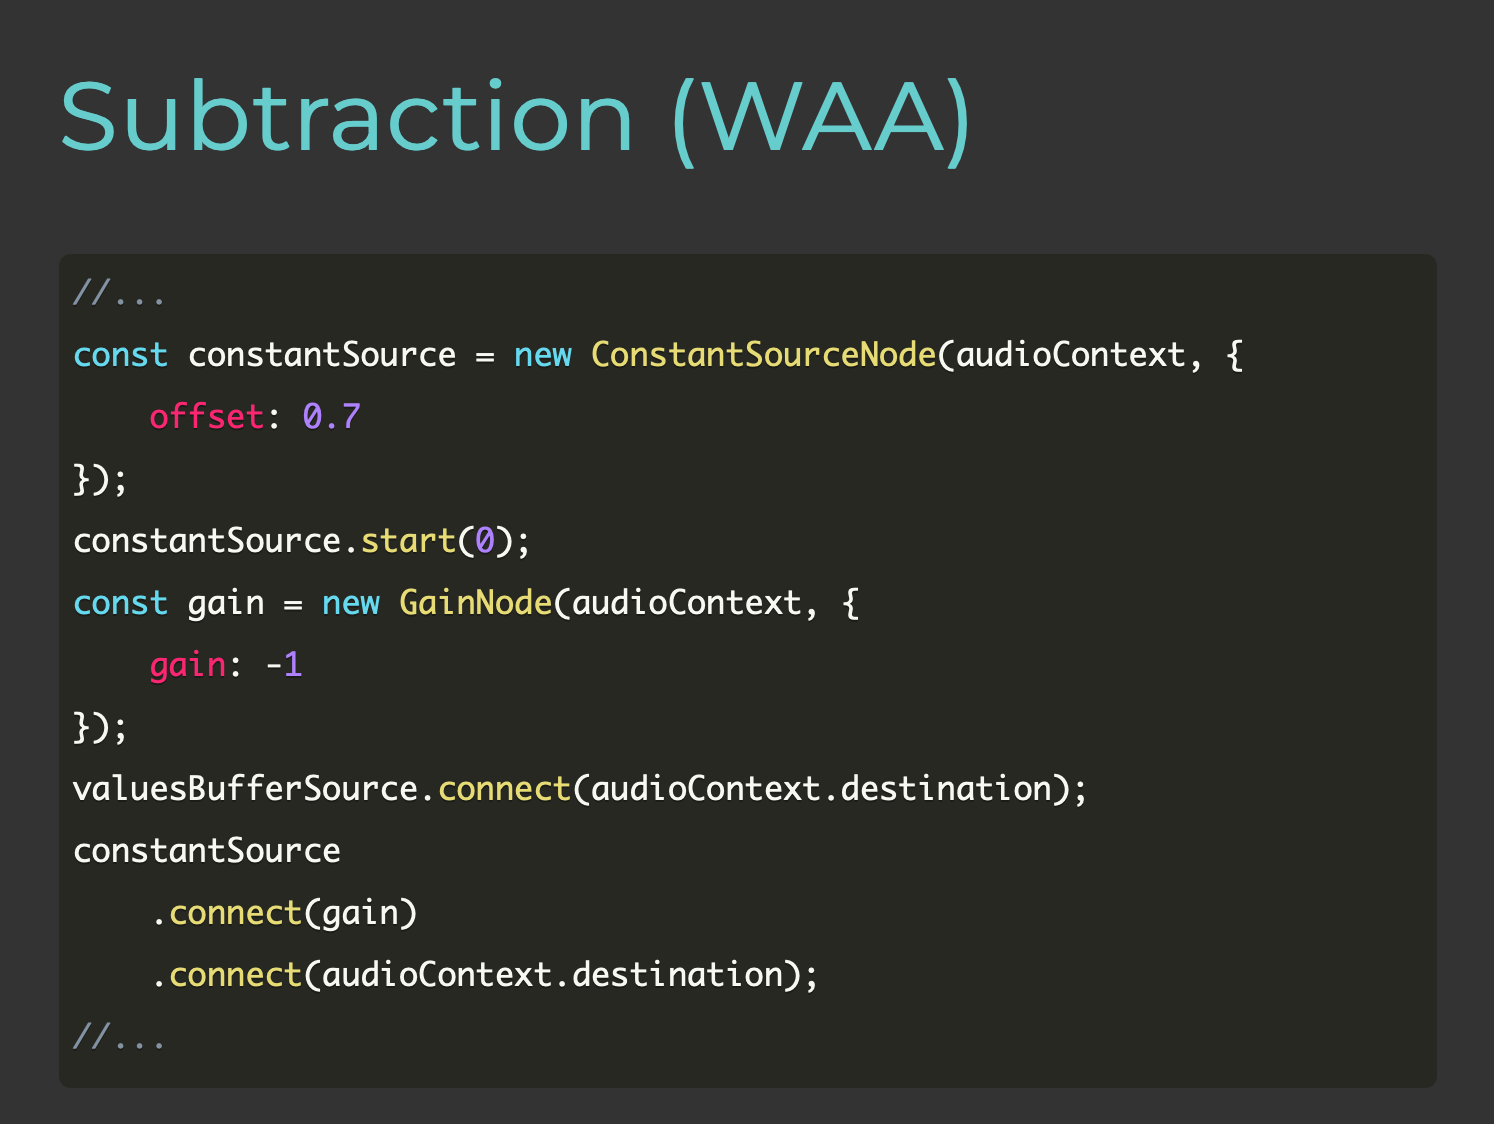 Subtraction (WAA)
//...
const constantSource = new ConstantSourceNode(audioContext, {
    offset: 0.7
});
constantSource.start(0);
const gain = new GainNode(audioContext, {
    gain: -1
});
valuesBufferSource.connect(audioContext.destination);
constantSource
    .connect(gain)
    .connect(audioContext.destination);
//...